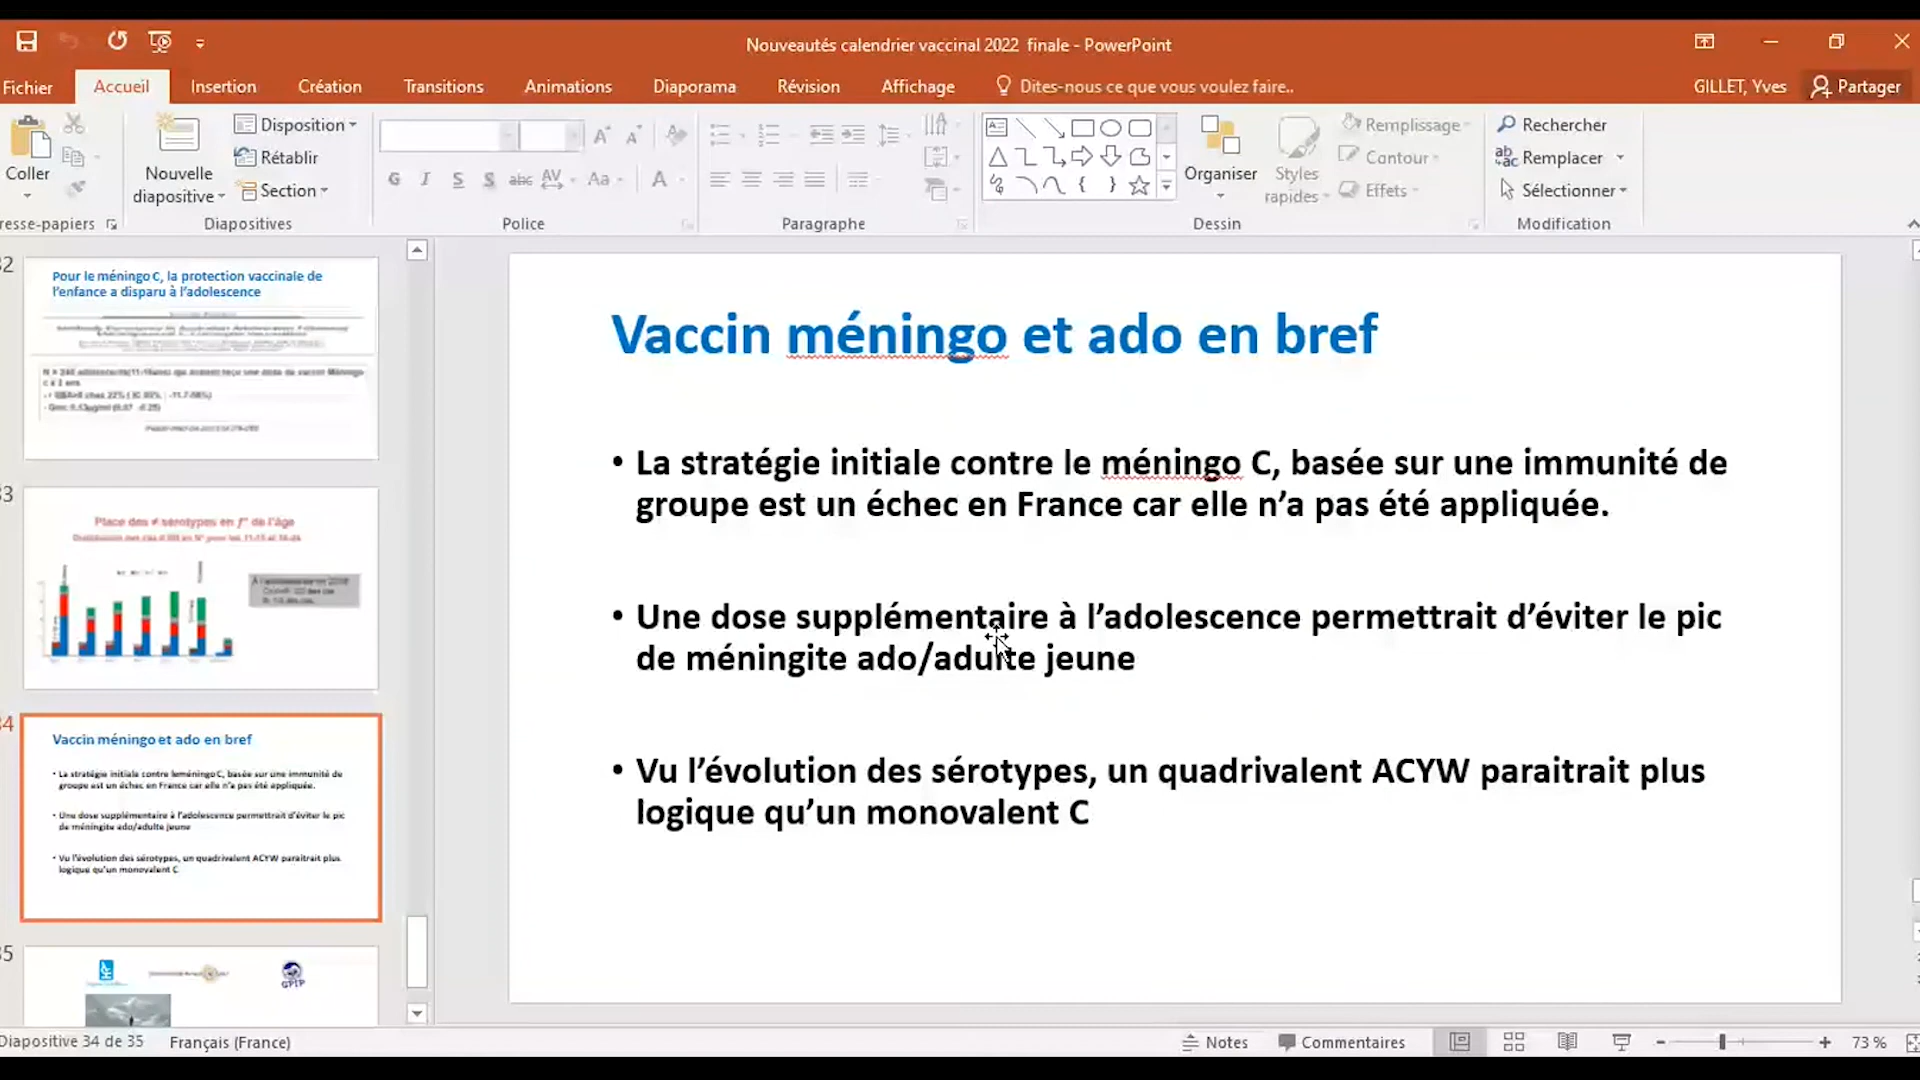 Nouveautés calendrier vaccinal 2022 finale - PowerPoint
Fichier
Accueil
Insertion
Création
Transitions
Animations
Diaporama
Révision
Affichage
Dites-nous ce que vous voulez faire..
GILLET, Yves
Partager
Coller
Nouvelle
diapositive
Disposition
Rétablir
Section
G I S S abc AV Aa A
Organiser
Styles
rapides
Remplissage
Contour
Effets
Rechercher
Remplacer
Sélectionner
resse-papiers
Diapositives
Police
Paragraphe
Dessin
Modification
Pour le méningo C, la protection vaccinale de
l'enfance a disparu à l'adolescence
33
Place des ≠ sérotypes en f° de l'âge
34
Vaccin méningo et ado en bref
• La stratégie initiale contre leméningo C, basée sur une immunité de
groupe est un échec en France car elle n'a pas été appliquée.
• Une dose supplémentaire à l'adolescence permettrait d'éviter le pic
de méningite ado/adulte jeune
• Vu l'évolution des sérotypes, un quadrivalent ACYW paraitrait plus
logique qu'un monovalent C
35
GPIP
Vaccin méningo et ado en bref
• La stratégie initiale contre le méningo C, basée sur une immunité de
groupe est un échec en France car elle n'a pas été appliquée.
• Une dose supplémentaire à l'adolescence permettrait d'éviter le pic
de méningite ado/adulte jeune
• Vu l'évolution des sérotypes, un quadrivalent ACYW paraitrait plus
logique qu'un monovalent C
Diapositive 34 de 35
Français (France)
Notes
Commentaires
73 %